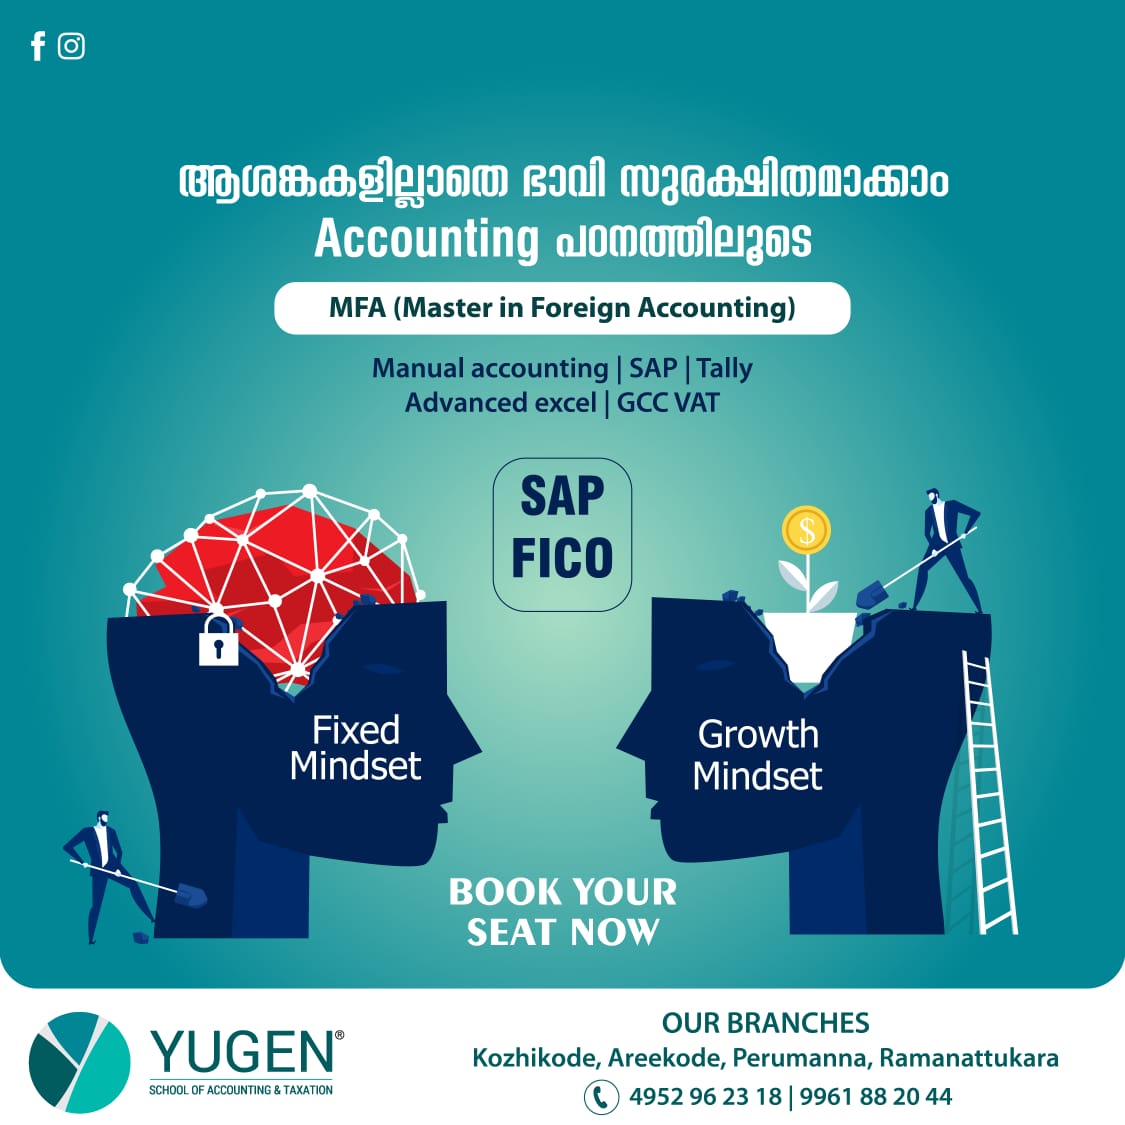 ആശങ്കകളില്ലാതെ ഭാവി സുരക്ഷിതമാക്കാം
Accounting പഠനത്തിലൂടെ
MFA (Master in Foreign Accounting)
Manual accounting | SAP | Tally
Advanced excel | GCC VAT
SAP
FICO
$
Fixed
Mindset
Growth
Mindset
BOOK YOUR
SEAT NOW
YUGEN®
SCHOOL OF ACCOUNTING & TAXATION
OUR BRANCHES
Kozhikode, Areekode, Perumanna, Ramanattukara
4952 96 23 18 | 9961 88 20 44